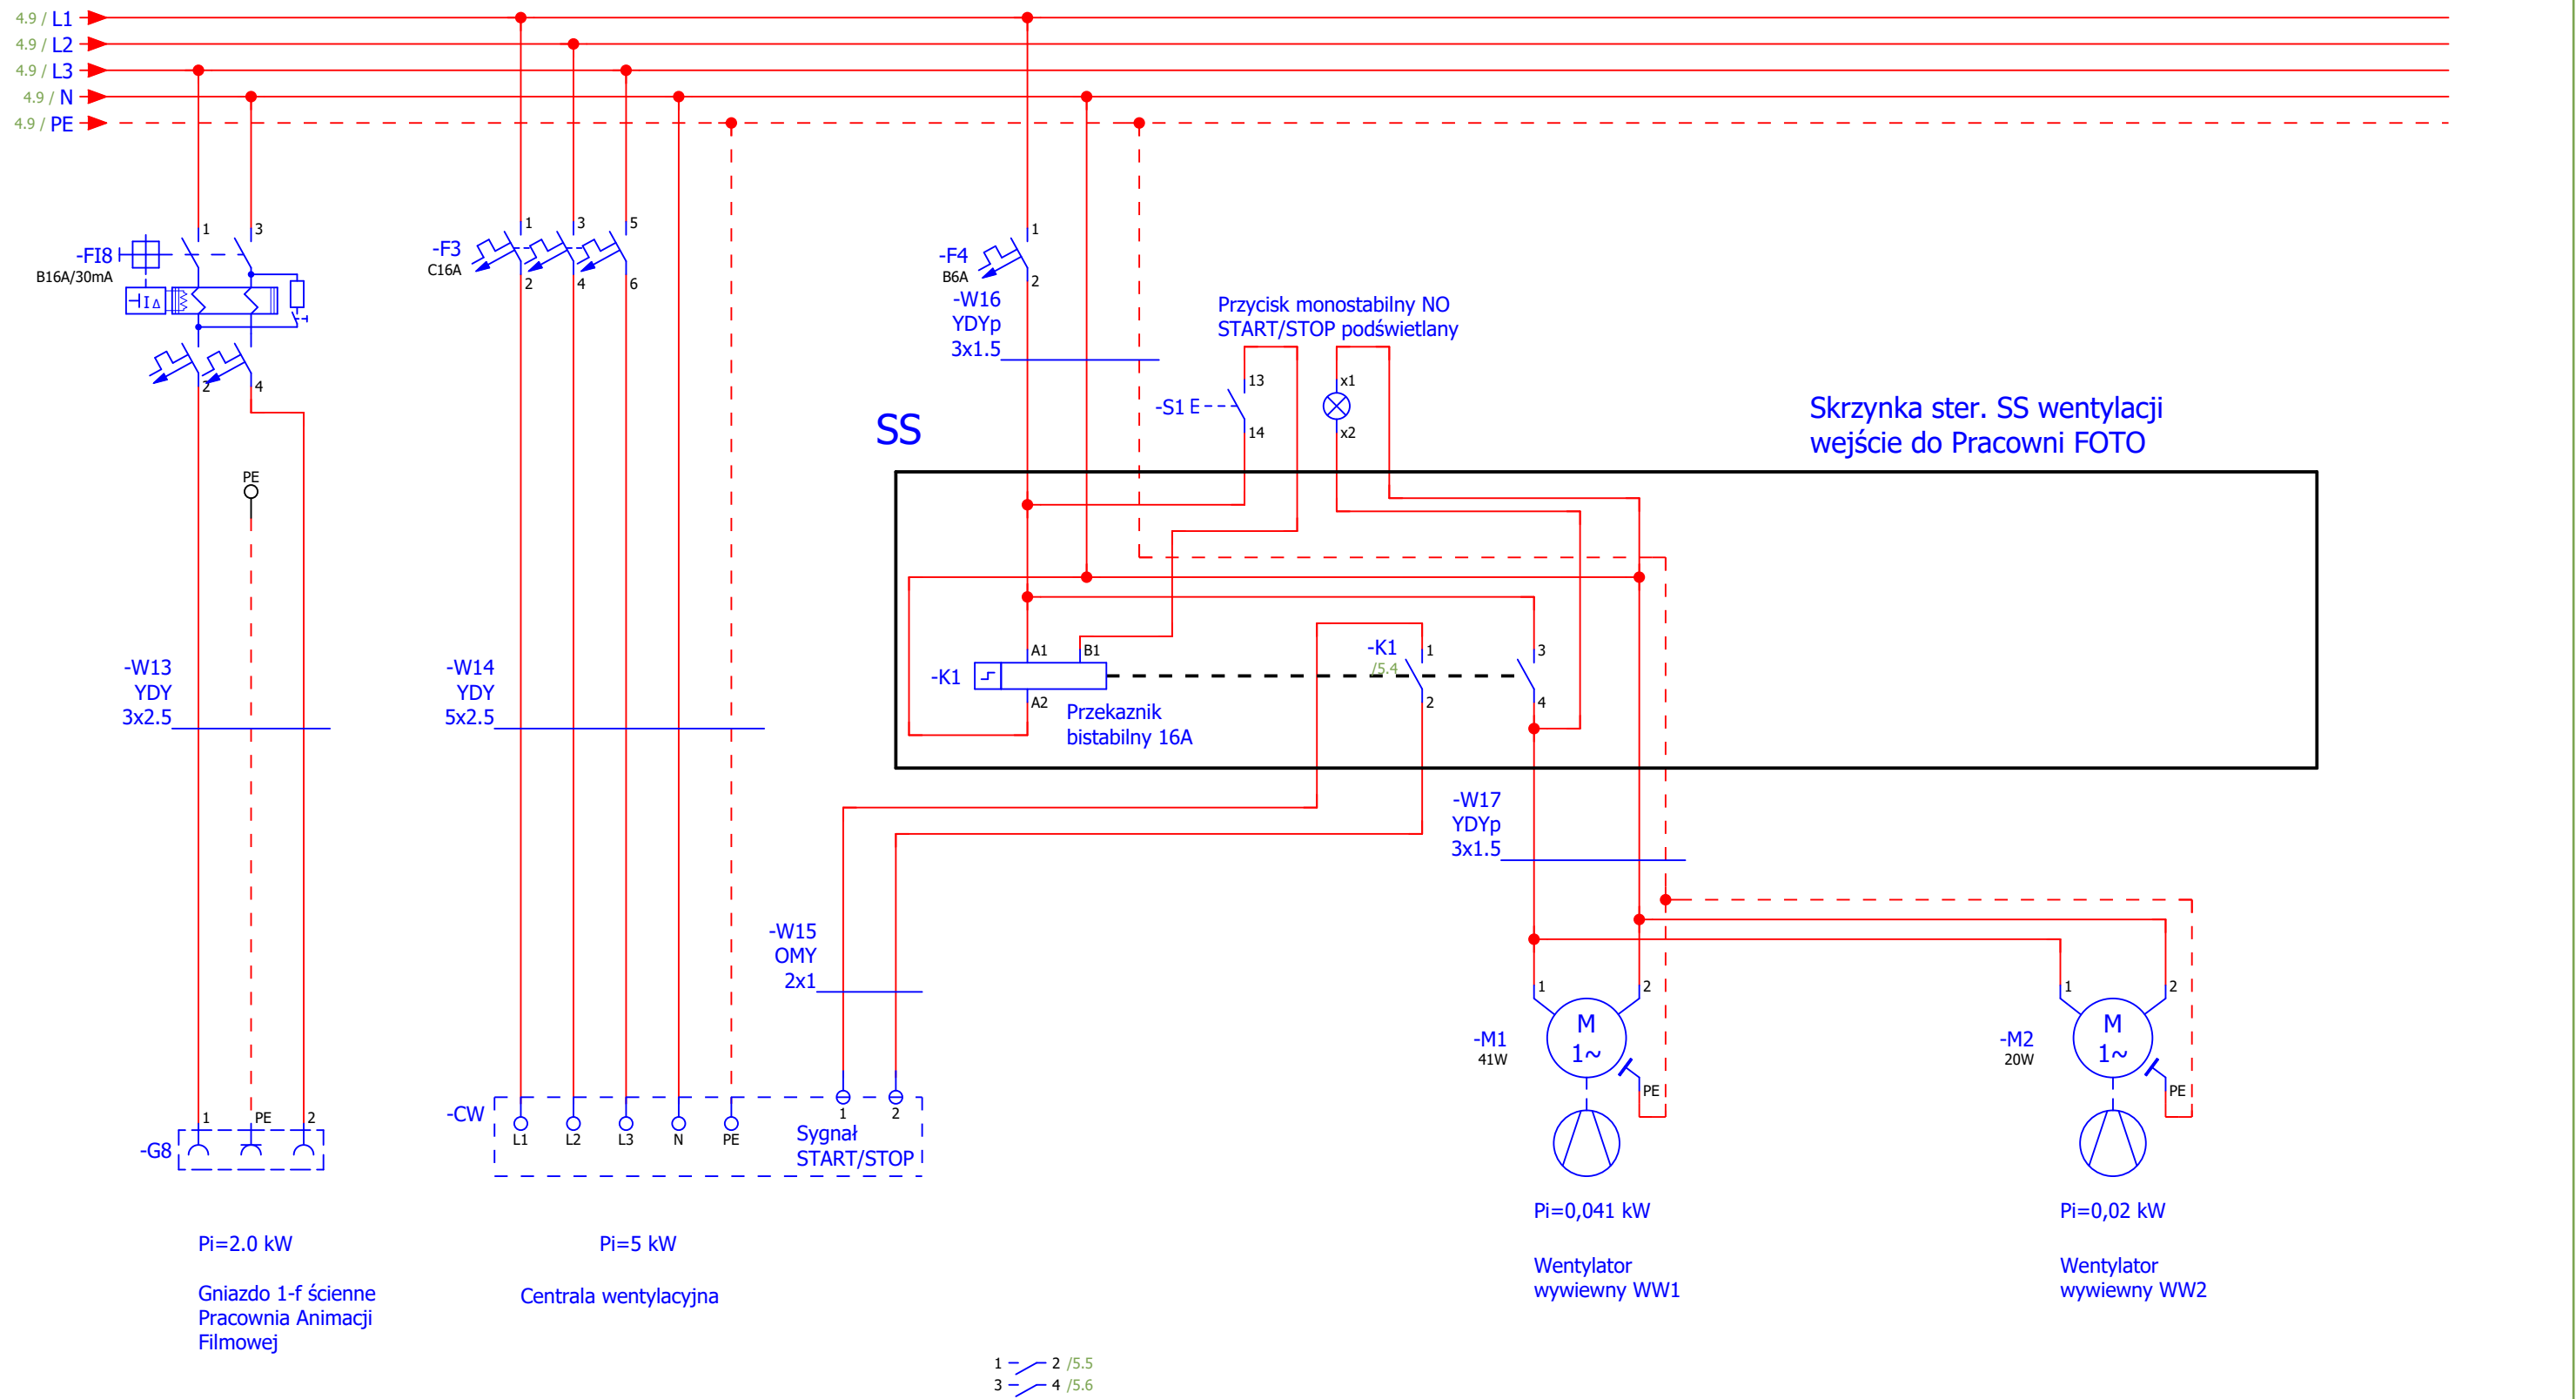 4.9 / L1
4.9 / L2
4.9 / L3
4.9 / N
4.9 / PE
-FI8
B16A/30mA
1
3
I Δ
2
4
-F3
C16A
1
3
5
2
4
6
-F4
B6A
1
2
-W16
YDYp
3x1.5
Przycisk monostabilny NO
START/STOP podświetlany
-S1 E
13
14
x1
x2
SS
Skrzynka ster. SS wentylacji
wejście do Pracowni FOTO
PE
-W13
YDY
3x2.5
-W14
YDY
5x2.5
-K1
A1
B1
A2
Przekaznik
bistabilny 16A
-K1
/5.4
1
2
3
4
-W17
YDYp
3x1.5
-W15
OMY
2x1
-G8
1
PE
2
-CW
L1
L2
L3
N
PE
1
2
Sygnał
START/STOP
-M1
41W
1
2
M
1~
PE
-M2
20W
1
2
M
1~
PE
Pi=2.0 kW
Gniazdo 1-f ścienne
Pracownia Animacji
Filmowej
Pi=5 kW
Centrala wentylacyjna
Pi=0,041 kW
Wentylator
wywiewny WW1
Pi=0,02 kW
Wentylator
wywiewny WW2
1 2 /5.5
3 4 /5.6